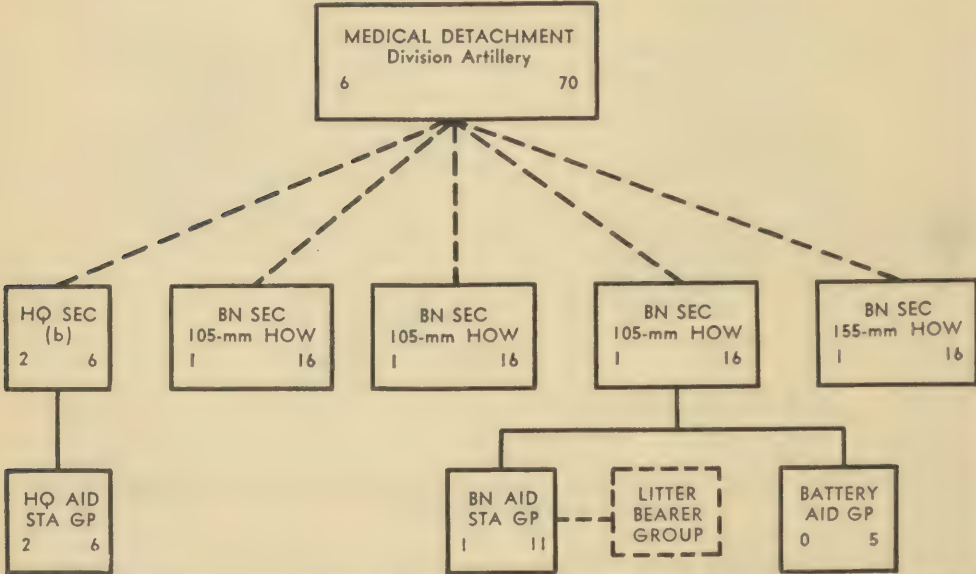 MEDICAL DETACHMENT
Division Artillery
6 70
HQ SEC
(b)
2 6
BN SEC
105-mm HOW
1 16
BN SEC
105-mm HOW
1 16
BN SEC
105-mm HOW
1 16
BN SEC
155-mm HOW
1 16
HQ AID
STA GP
2 6
BN AID
STA GP
1 11
LITTER
BEARER
GROUP
BATTERY
AID GP
0 5